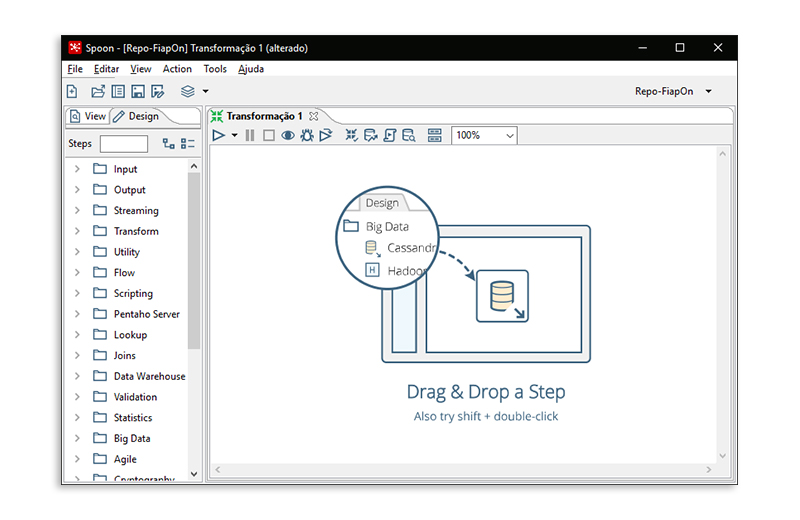 Spoon - [Repo-FiapOn] Transformação 1 (alterado)
File Editar View Action Tools Ajuda
Repo-FiapOn
View Design
Transformação 1
Steps
100%
Input
Output
Streaming
Transform
Utility
Flow
Scripting
Pentaho Server
Lookup
Joins
Data Warehouse
Validation
Statistics
Big Data
Agile
Cryptography
Design
Big Data
Cassandr
H Hadoop
Drag & Drop a Step
Also try shift + double-click